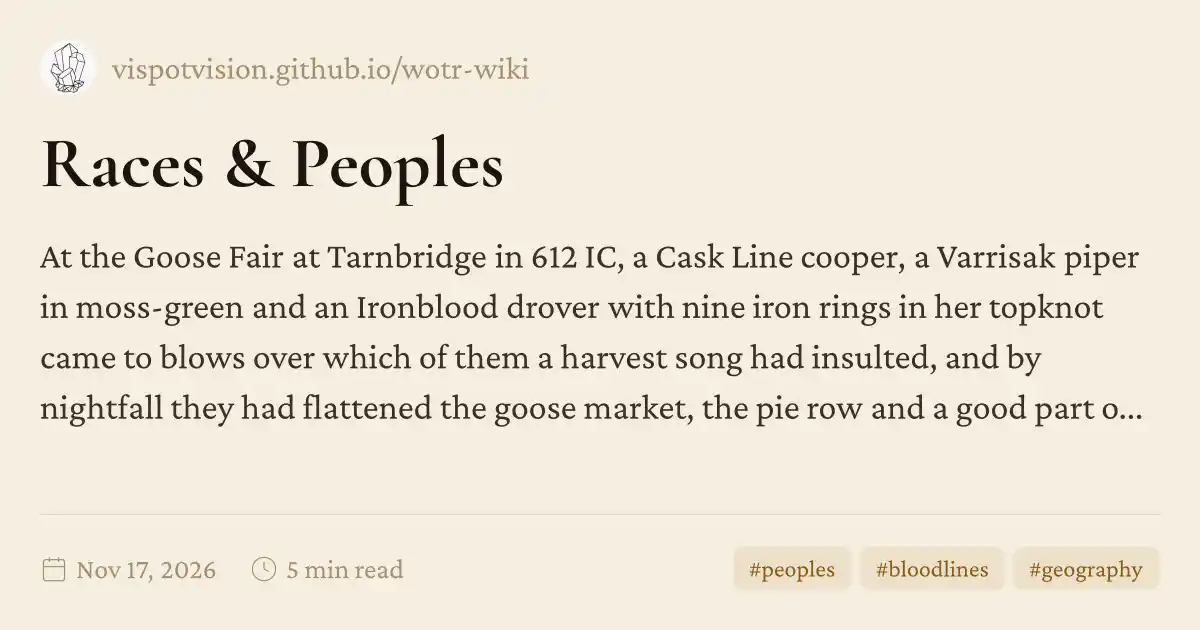 vispotvision.github.io/wotr-wiki
Races & Peoples
At the Goose Fair at Tarnbridge in 612 IC, a Cask Line cooper, a Varrisak piper
in moss-green and an Ironblood drover with nine iron rings in her topknot
came to blows over which of them a harvest song had insulted, and by
nightfall they had flattened the goose market, the pie row and a good part o...
Nov 17, 2026 5 min read #peoples #bloodlines #geography